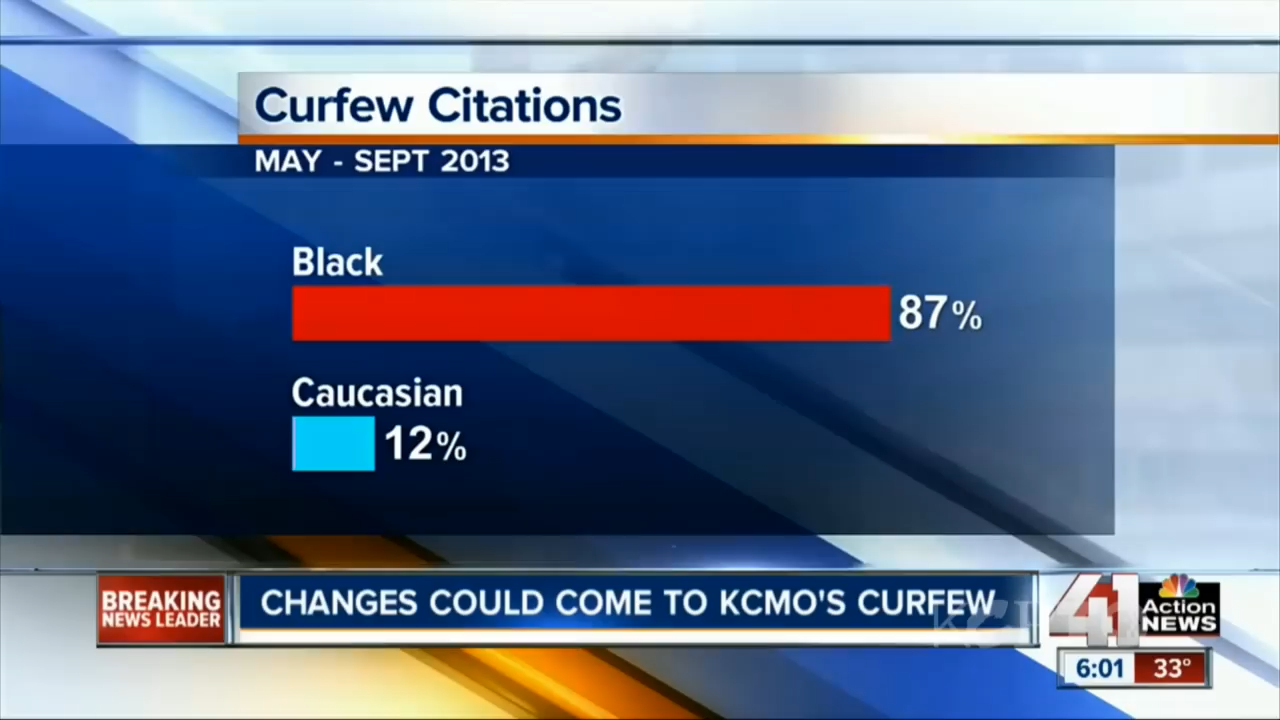 Curfew Citations
MAY - SEPT 2013
Black
87%
Caucasian
12%
BREAKING
NEWS LEADER
CHANGES COULD COME TO KCMO'S CURFEW
41
Action
NEWS
6:01 33°